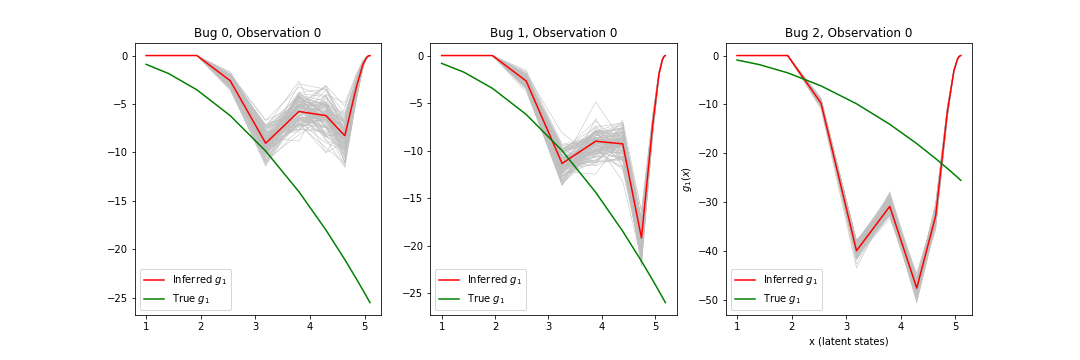 Bug 0, Observation 0
0
−5
−10
−15
−20
−25
1 2 3 4 5
Inferred g₁
True g₁
Bug 1, Observation 0
0
−5
−10
−15
−20
−25
1 2 3 4 5
Inferred g₁
True g₁
Bug 2, Observation 0
g₁(x)
0
−10
−20
−30
−40
−50
1 2 3 4 5
x (latent states)
Inferred g₁
True g₁